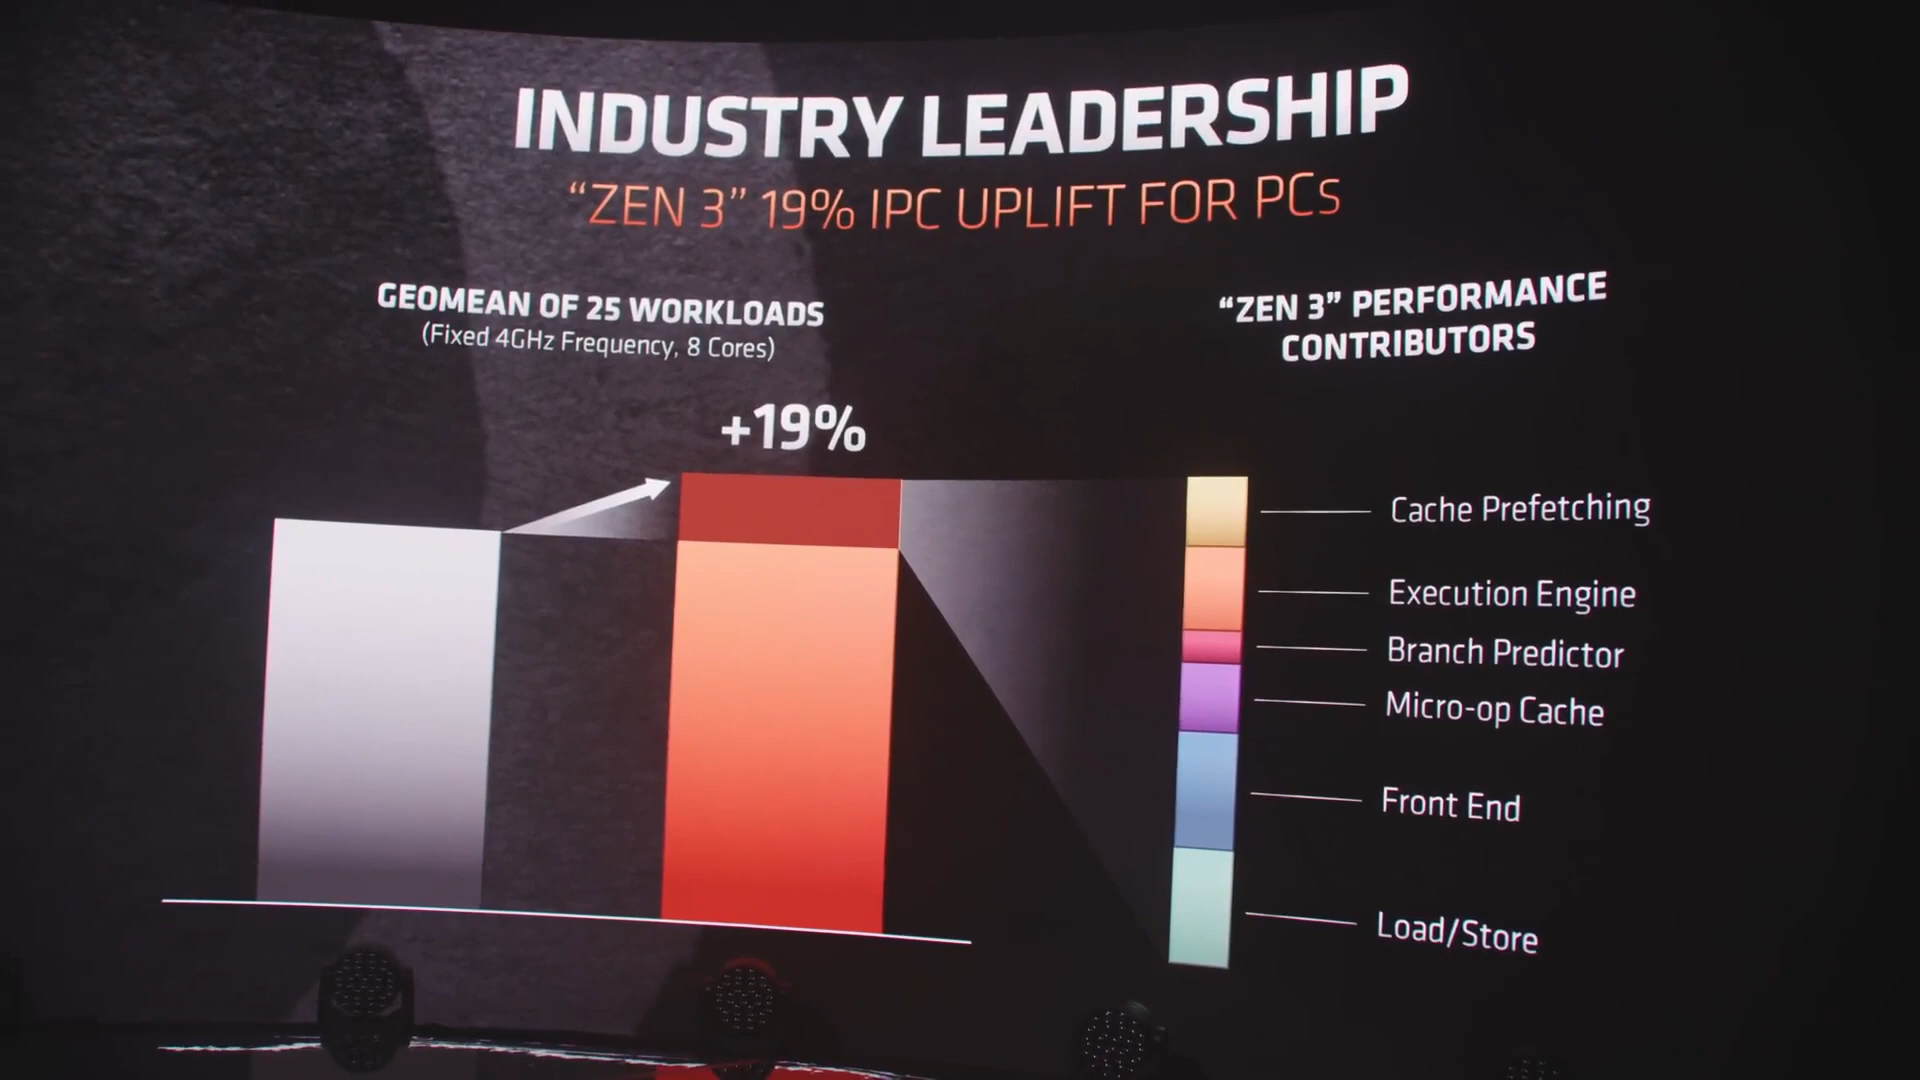 INDUSTRY LEADERSHIP
“ZEN 3” 19% IPC UPLIFT FOR PCs
GEOMEAN OF 25 WORKLOADS
(Fixed 4GHz Frequency, 8 Cores)
+19%
“ZEN 3” PERFORMANCE
CONTRIBUTORS
Cache Prefetching
Execution Engine
Branch Predictor
Micro-op Cache
Front End
Load/Store